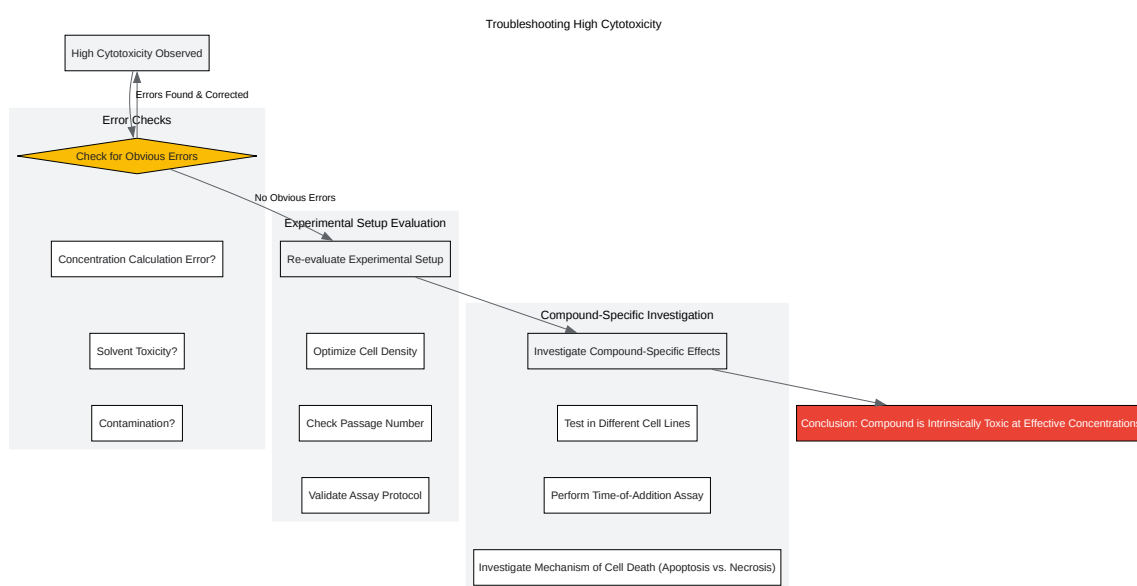 Troubleshooting High Cytotoxicity
High Cytotoxicity Observed
Errors Found & Corrected
Error Checks
Check for Obvious Errors
No Obvious Errors
Concentration Calculation Error?
Solvent Toxicity?
Contamination?
Experimental Setup Evaluation
Re-evaluate Experimental Setup
Optimize Cell Density
Check Passage Number
Validate Assay Protocol
Compound-Specific Investigation
Investigate Compound-Specific Effects
Test in Different Cell Lines
Perform Time-of-Addition Assay
Investigate Mechanism of Cell Death (Apoptosis vs. Necrosis)
Conclusion: Compound is Intrinsically Toxic at Effective Concentrations